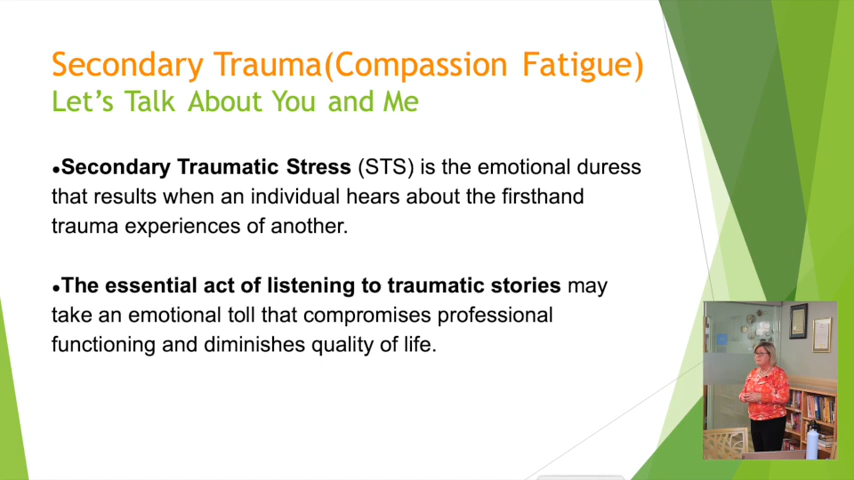 Secondary Trauma(Compassion Fatigue)
Let's Talk About You and Me
●Secondary Traumatic Stress (STS) is the emotional duress
that results when an individual hears about the firsthand
trauma experiences of another.
●The essential act of listening to traumatic stories may
take an emotional toll that compromises professional
functioning and diminishes quality of life.